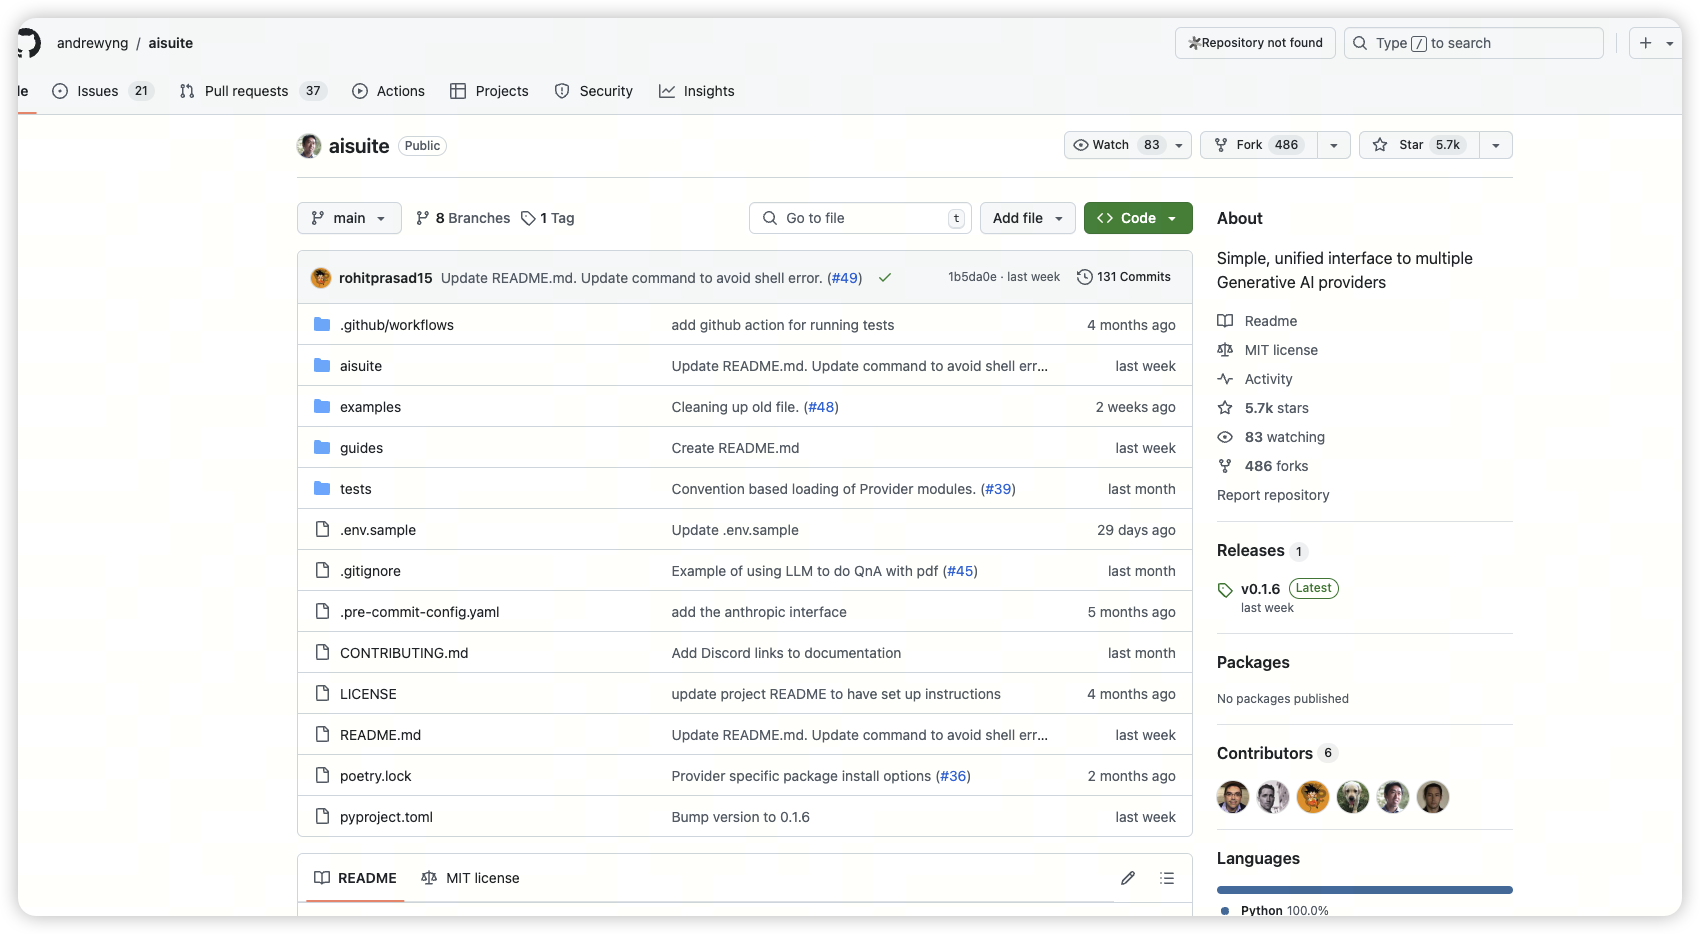 andrewyng / aisuite
Repository not found
Type / to search
le
Issues 21
Pull requests 37
Actions
Projects
Security
Insights
aisuite Public
Watch 83
Fork 486
Star 5.7k
main
8 Branches
1 Tag
Go to file t
Add file
Code
rohitprasad15 Update README.md. Update command to avoid shell error. (#49) 1b5da0e · last week 131 Commits
.github/workflows add github action for running tests 4 months ago
aisuite Update README.md. Update command to avoid shell err... last week
examples Cleaning up old file. (#48) 2 weeks ago
guides Create README.md last week
tests Convention based loading of Provider modules. (#39) last month
.env.sample Update .env.sample 29 days ago
.gitignore Example of using LLM to do QnA with pdf (#45) last month
.pre-commit-config.yaml add the anthropic interface 5 months ago
CONTRIBUTING.md Add Discord links to documentation last month
LICENSE update project README to have set up instructions 4 months ago
README.md Update README.md. Update command to avoid shell err... last week
poetry.lock Provider specific package install options (#36) 2 months ago
pyproject.toml Bump version to 0.1.6 last week
README
MIT license
About
Simple, unified interface to multiple
Generative AI providers
Readme
MIT license
Activity
5.7k stars
83 watching
486 forks
Report repository
Releases 1
v0.1.6 Latest
last week
Packages
No packages published
Contributors 6
Languages
Python 100.0%